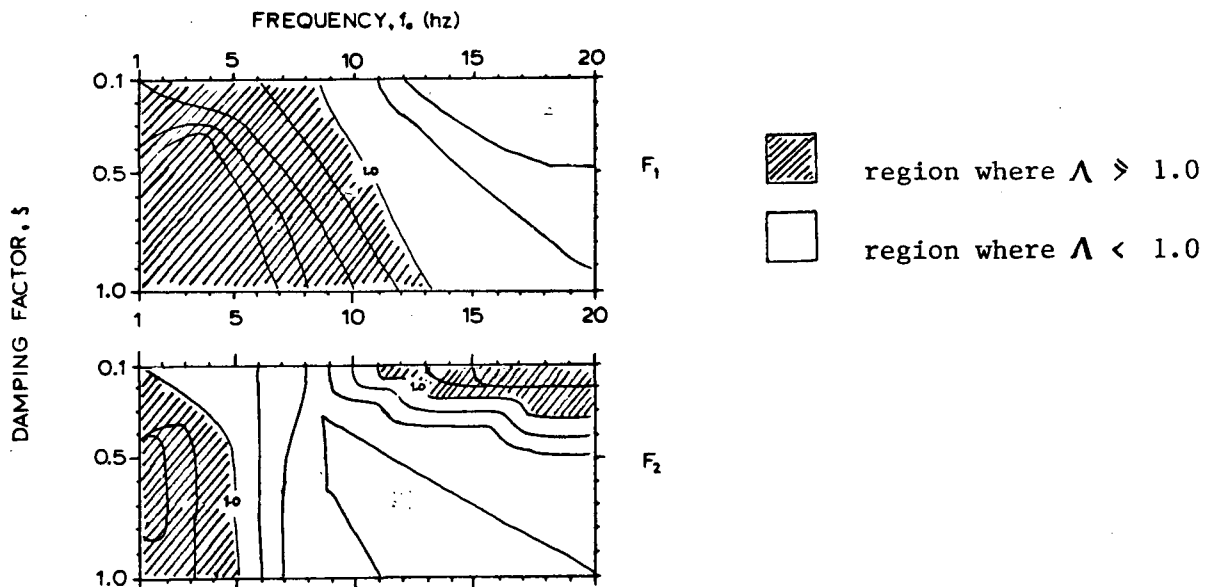 FREQUENCY, f₀ (hz)
1 5 10 15 20
0.1
0.5
1.0
1.0
F₁
1 5 10 15 20
0.1
0.5
1.0
1.0
1.0
F₂
DAMPING FACTOR, ξ
region where Λ ⩾ 1.0
region where Λ < 1.0